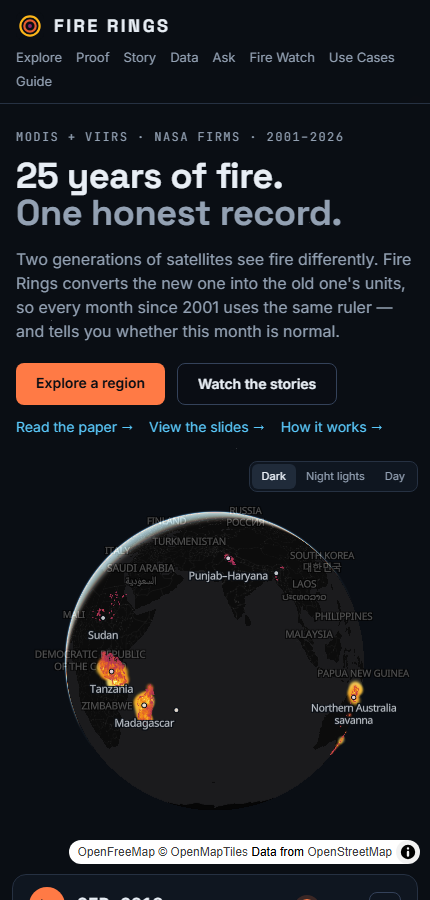 FIRE RINGS
Explore Proof Story Data Ask Fire Watch Use Cases
Guide
MODIS + VIIRS · NASA FIRMS · 2001–2026
25 years of fire.
One honest record.
Two generations of satellites see fire differently. Fire
Rings converts the new one into the old one's units,
so every month since 2001 uses the same ruler —
and tells you whether this month is normal.
Explore a region
Watch the stories
Read the paper → View the slides → How it works →
Dark Night lights Day
RUSSIA
РОССИЯ
FINLAND
TURKMENISTAN
ITALY
SOUTH KOREA
대한민국
SAUDI ARABIA
السعودية
Punjab–Haryana
LAOS
MALI
PHILIPPINES
Sudan
MALAYSIA
DEMOCRATIC REPUBLIC
OF THE C
PAPUA NEW GUINEA
Tanzania
ZIMBABWE
Northern Australia
savanna
Madagascar
OpenFreeMap © OpenMapTiles Data from OpenStreetMap